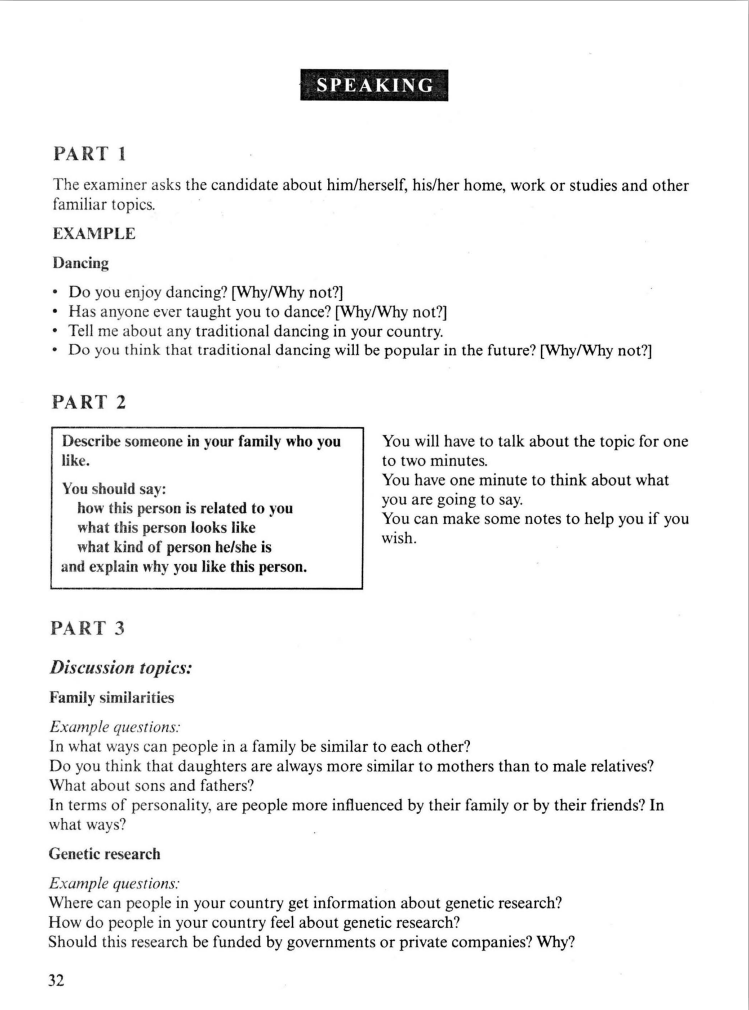 SPEAKING
PART 1
The examiner asks the candidate about him/herself, his/her home, work or studies and other
familiar topics.
EXAMPLE
Dancing
• Do you enjoy dancing? [Why/Why not?]
• Has anyone ever taught you to dance? [Why/Why not?]
• Tell me about any traditional dancing in your country.
• Do you think that traditional dancing will be popular in the future? [Why/Why not?]
PART 2
Describe someone in your family who you
like.
You should say:
how this person is related to you
what this person looks like
what kind of person he/she is
and explain why you like this person.
You will have to talk about the topic for one
to two minutes.
You have one minute to think about what
you are going to say.
You can make some notes to help you if you
wish.
PART 3
Discussion topics:
Family similarities
Example questions:
In what ways can people in a family be similar to each other?
Do you think that daughters are always more similar to mothers than to male relatives?
What about sons and fathers?
In terms of personality, are people more influenced by their family or by their friends? In
what ways?
Genetic research
Example questions:
Where can people in your country get information about genetic research?
How do people in your country feel about genetic research?
Should this research be funded by governments or private companies? Why?
32